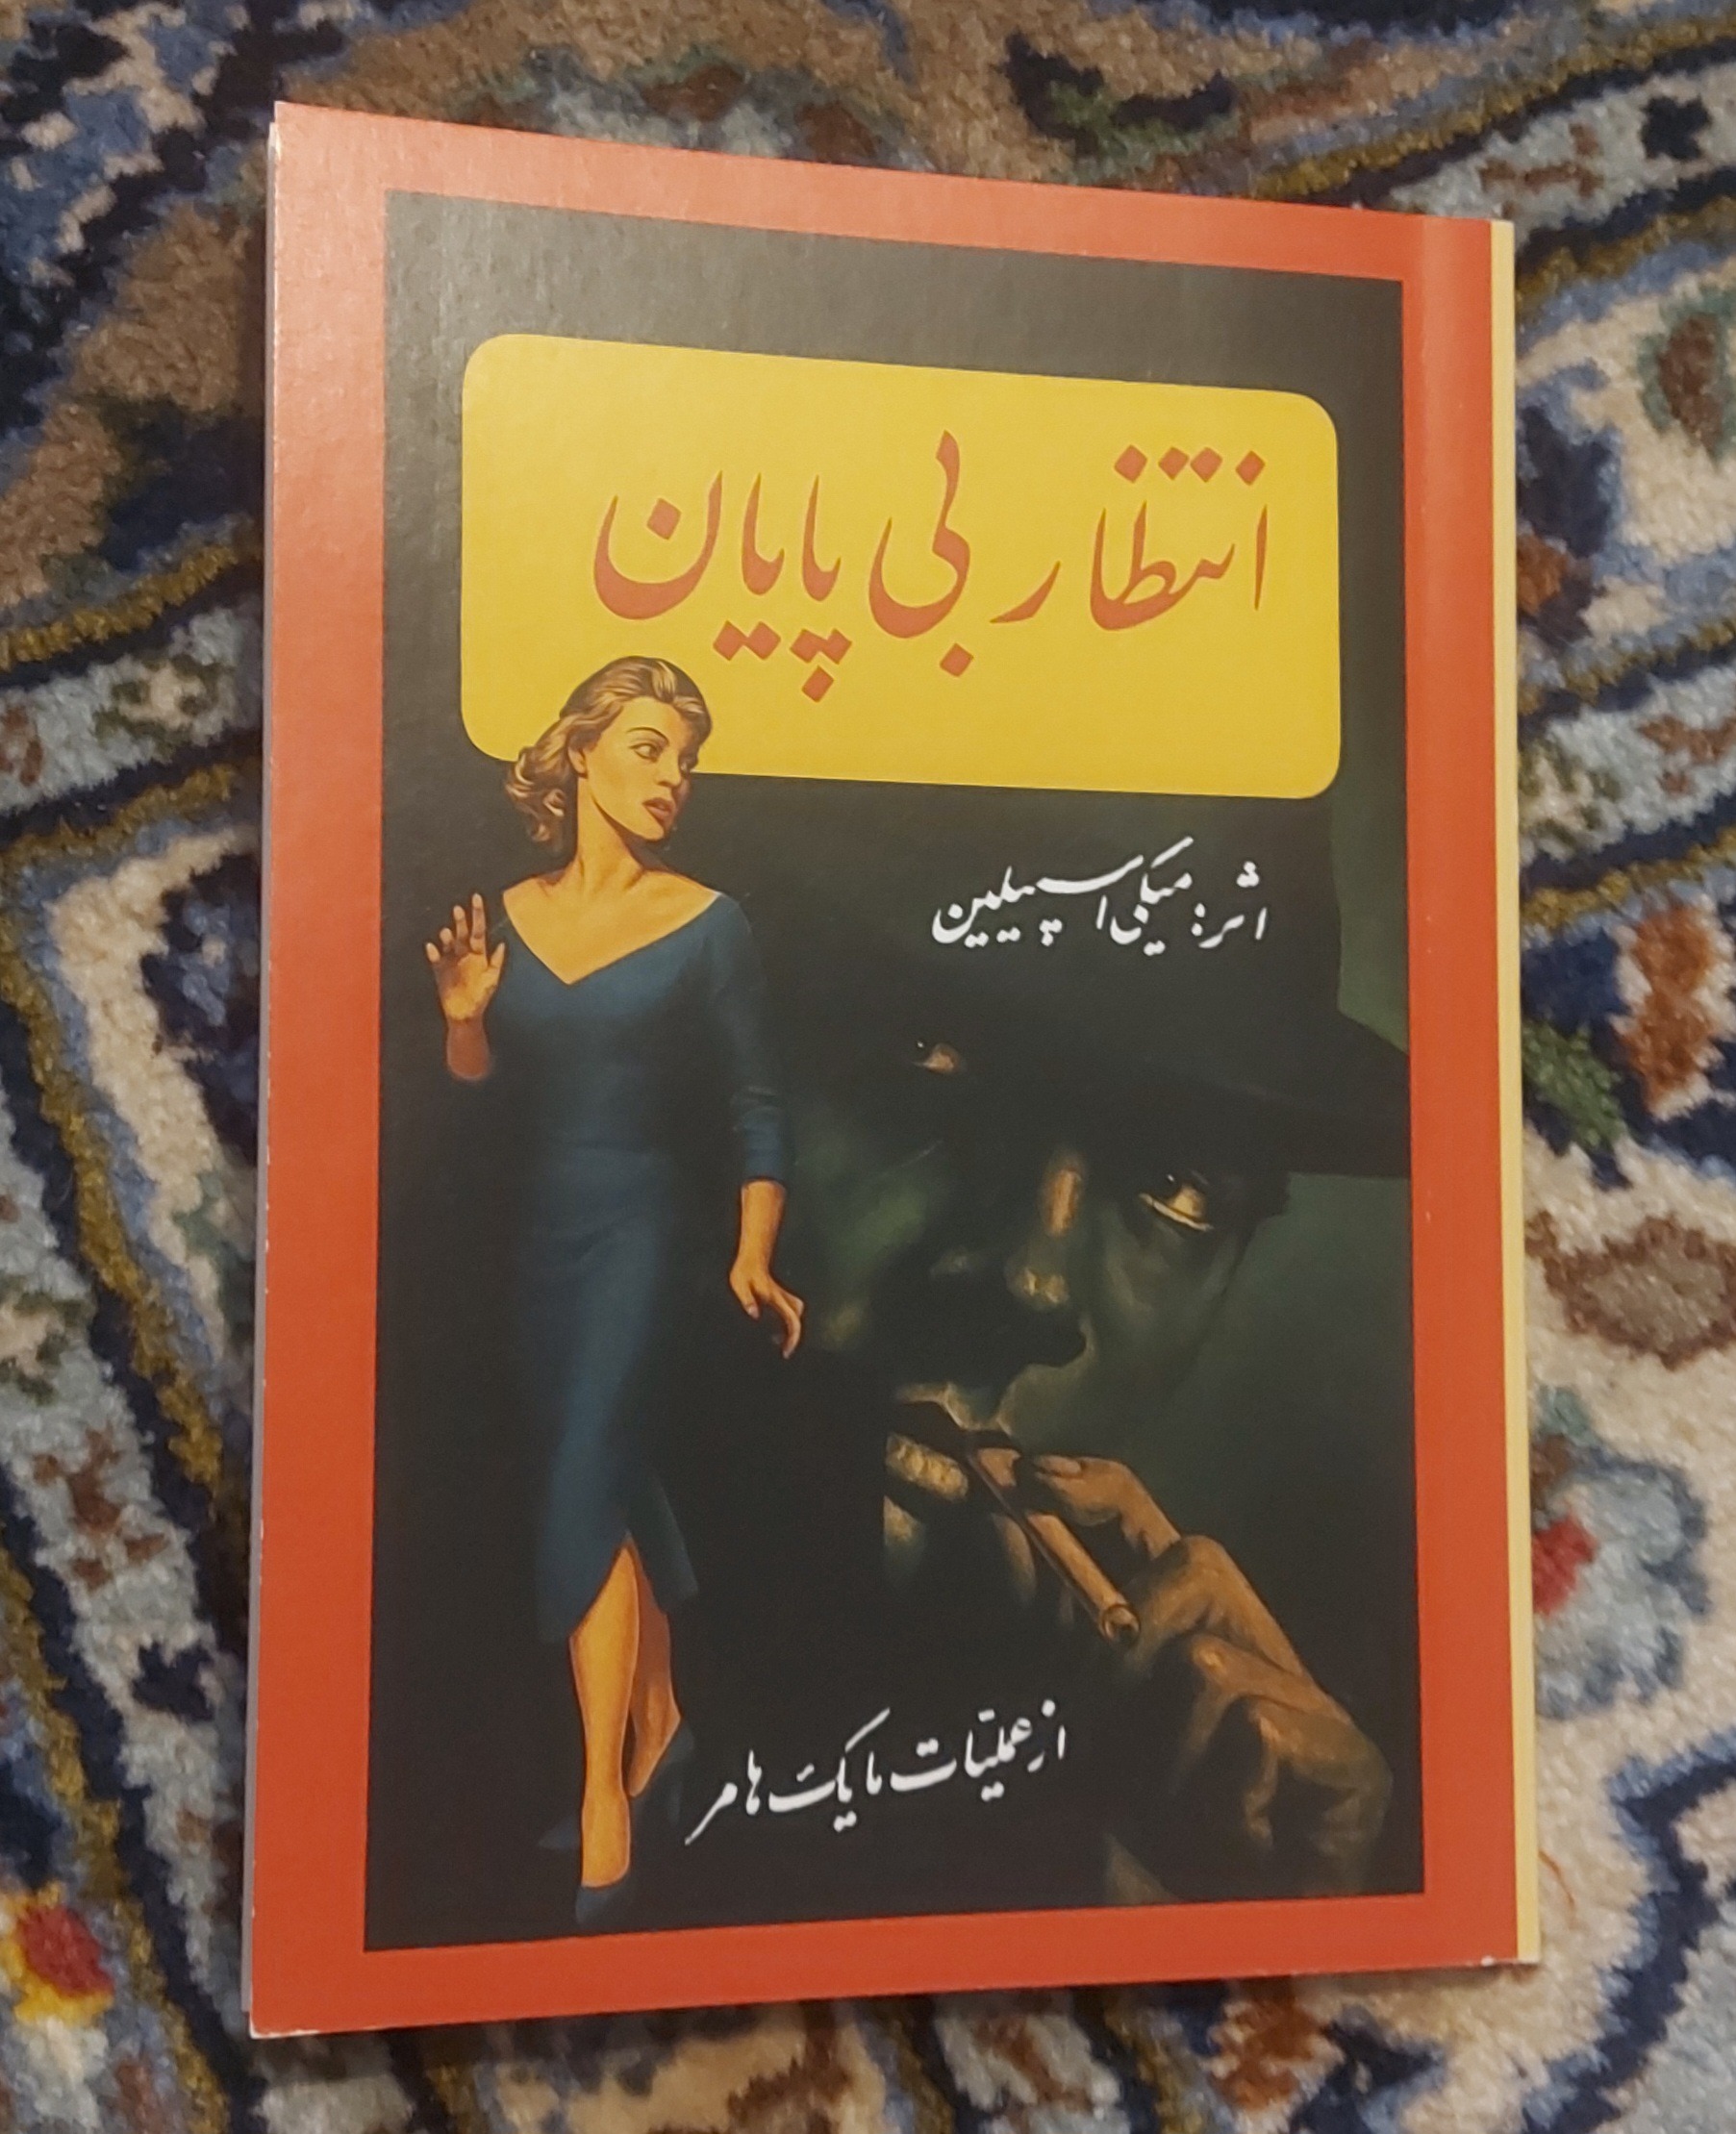 انتظار بی پایان
اثر: میکی اسپیلین
از عملیات مایک هامر